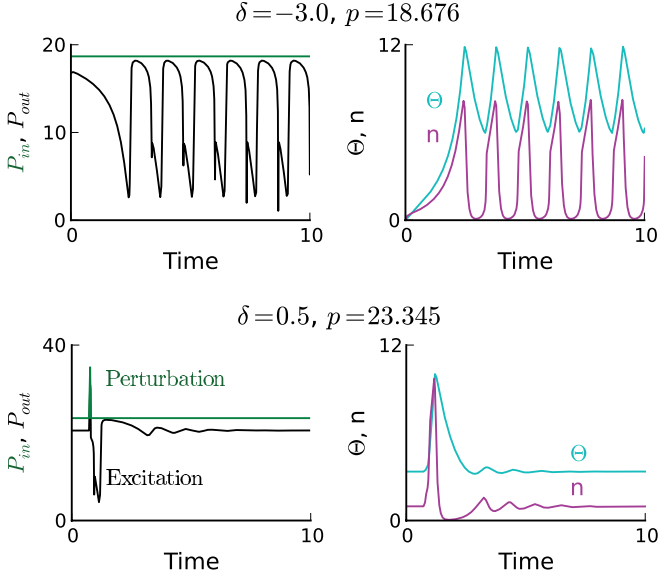 δ=−3.0, p=18.676
20
10
0
P_in, P_out
0
10
Time
12
0
Θ, n
Θ
n
0
10
Time
δ=0.5, p=23.345
40
0
P_in, P_out
Perturbation
Excitation
0
10
Time
12
0
Θ, n
Θ
n
0
10
Time